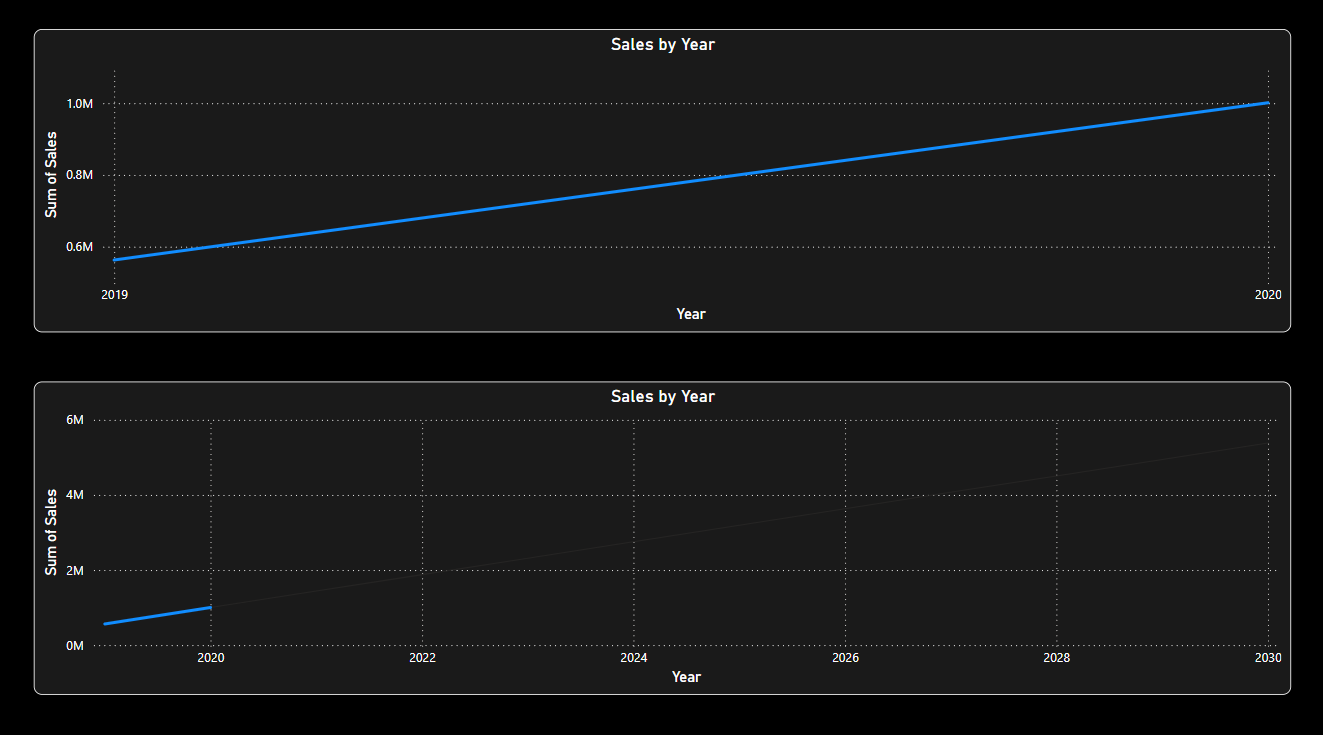 Sales by Year
1.0M
0.8M
0.6M
Sum of Sales
2019
2020
Year
Sales by Year
6M
4M
2M
0M
Sum of Sales
2020
2022
2024
2026
2028
2030
Year